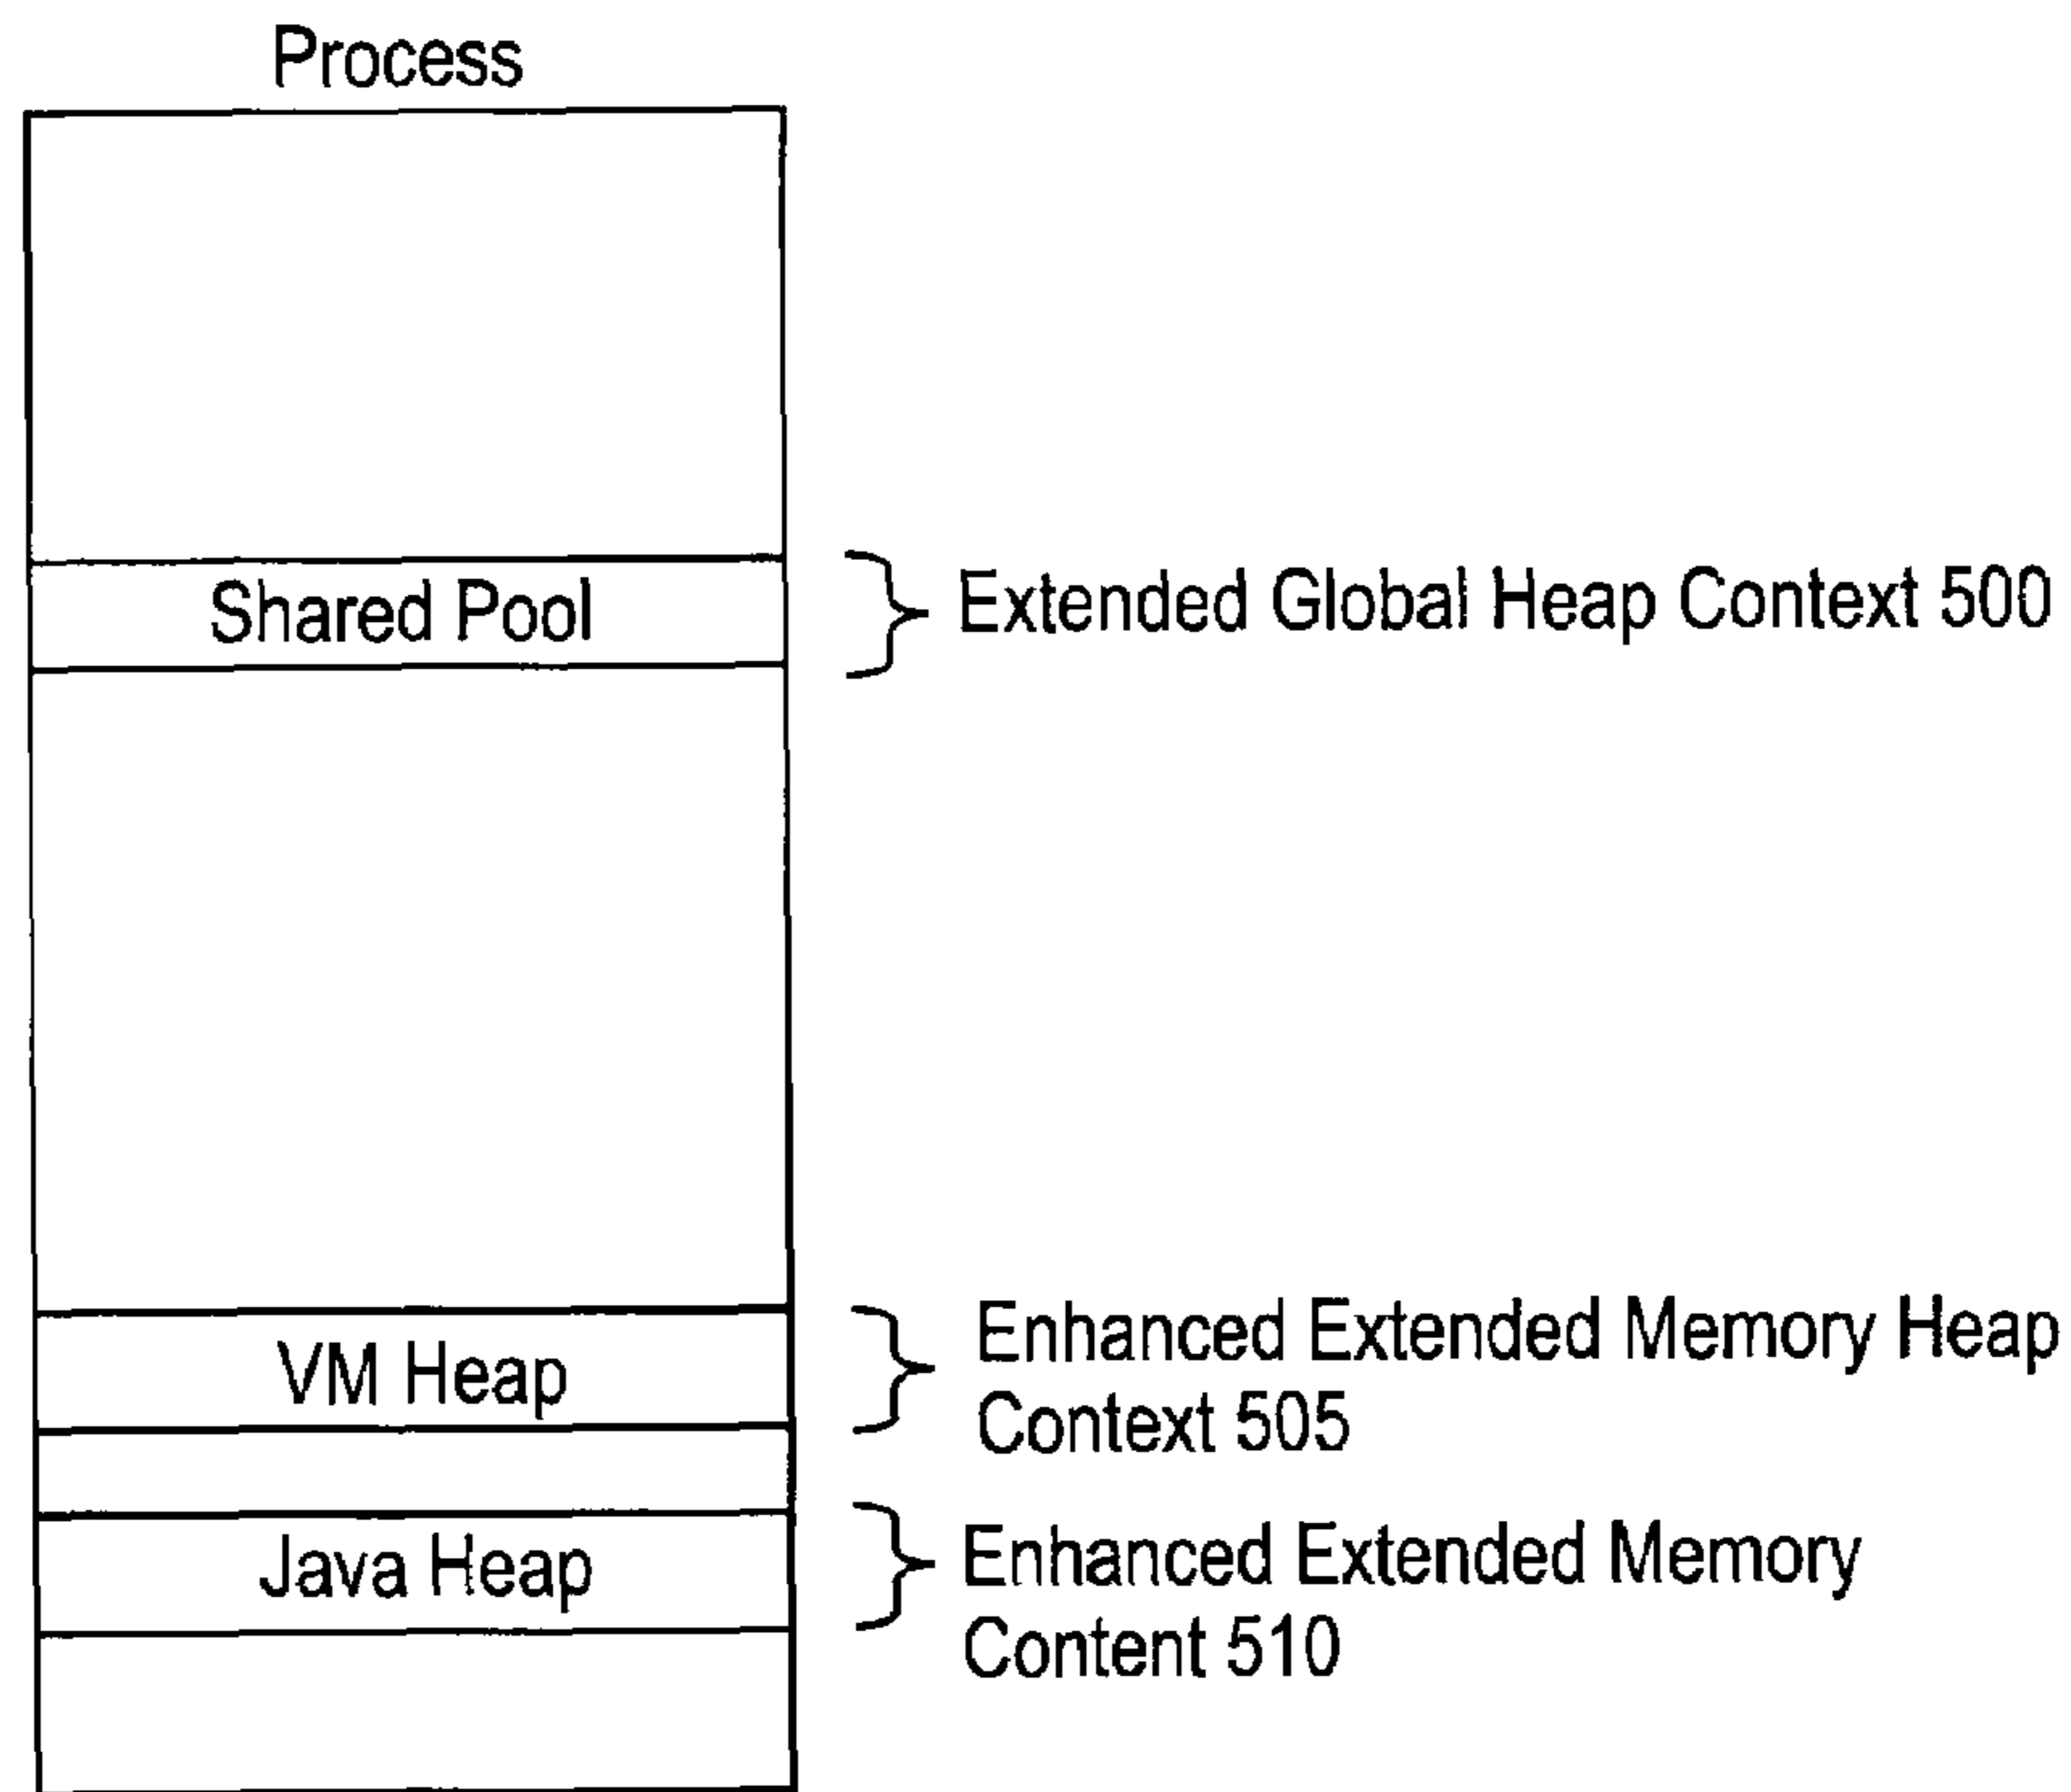 Process
Shared Pool
Extended Global Heap Context 500
VM Heap
Enhanced Extended Memory Heap
Context 505
Java Heap
Enhanced Extended Memory
Content 510